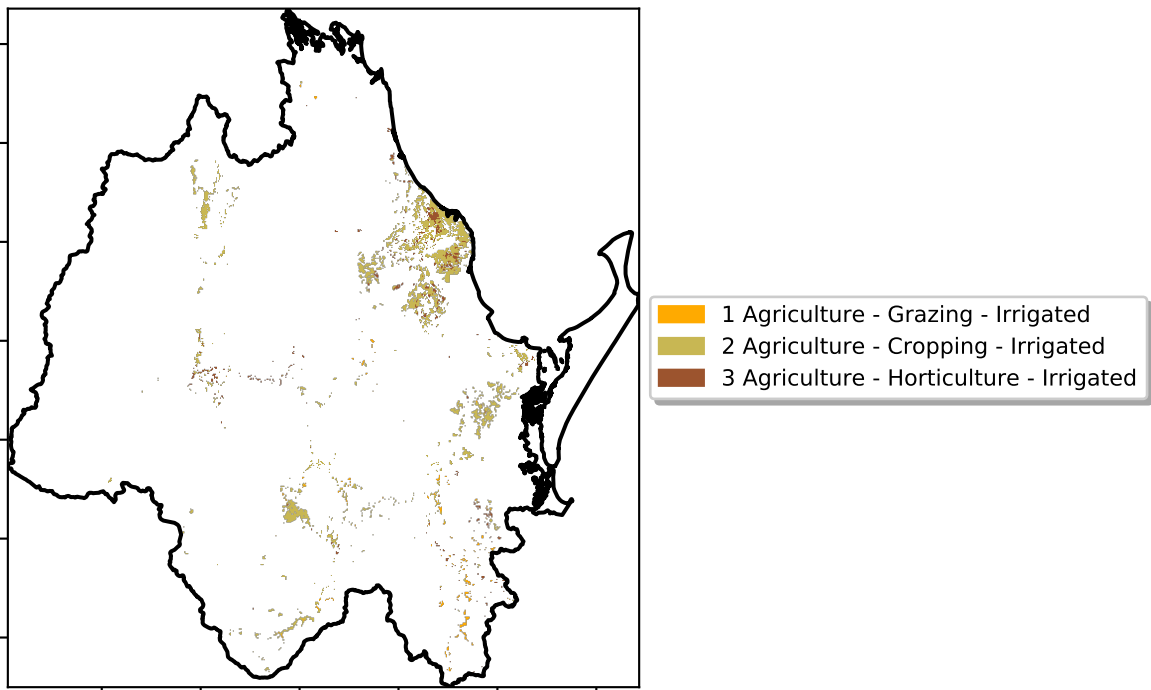 1 Agriculture - Grazing - Irrigated
2 Agriculture - Cropping - Irrigated
3 Agriculture - Horticulture - Irrigated